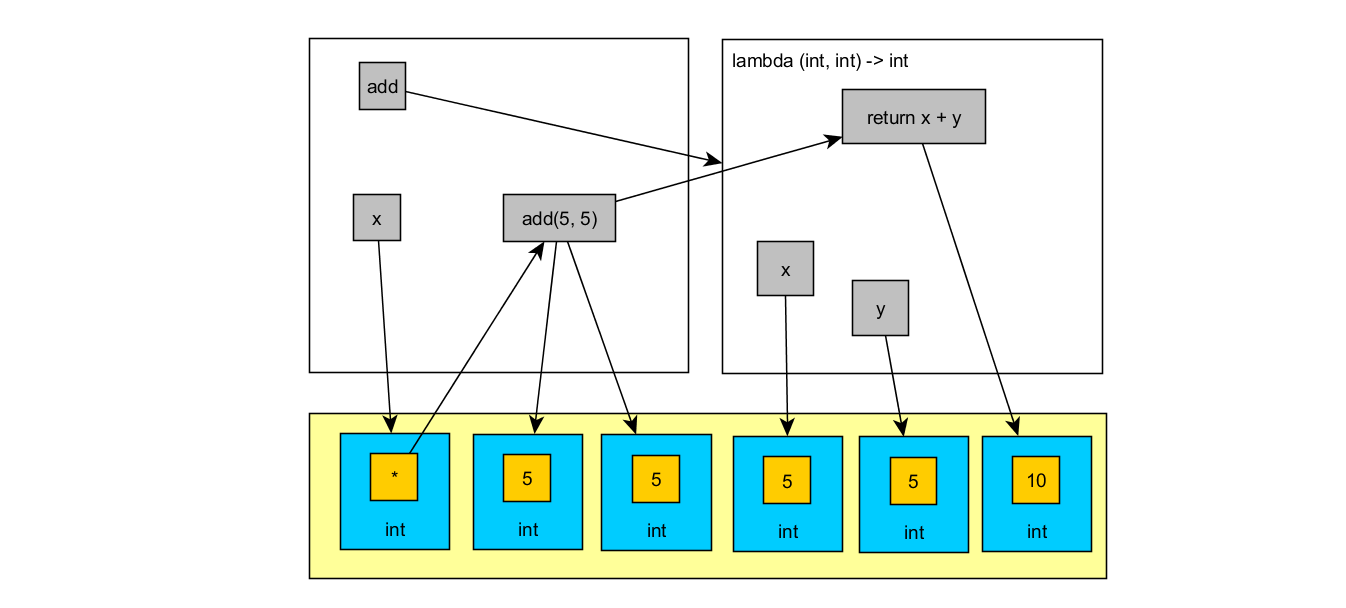 add
x
add(5, 5)
lambda (int, int) -> int
return x + y
x
y
*
int
5
int
5
int
5
int
5
int
10
int